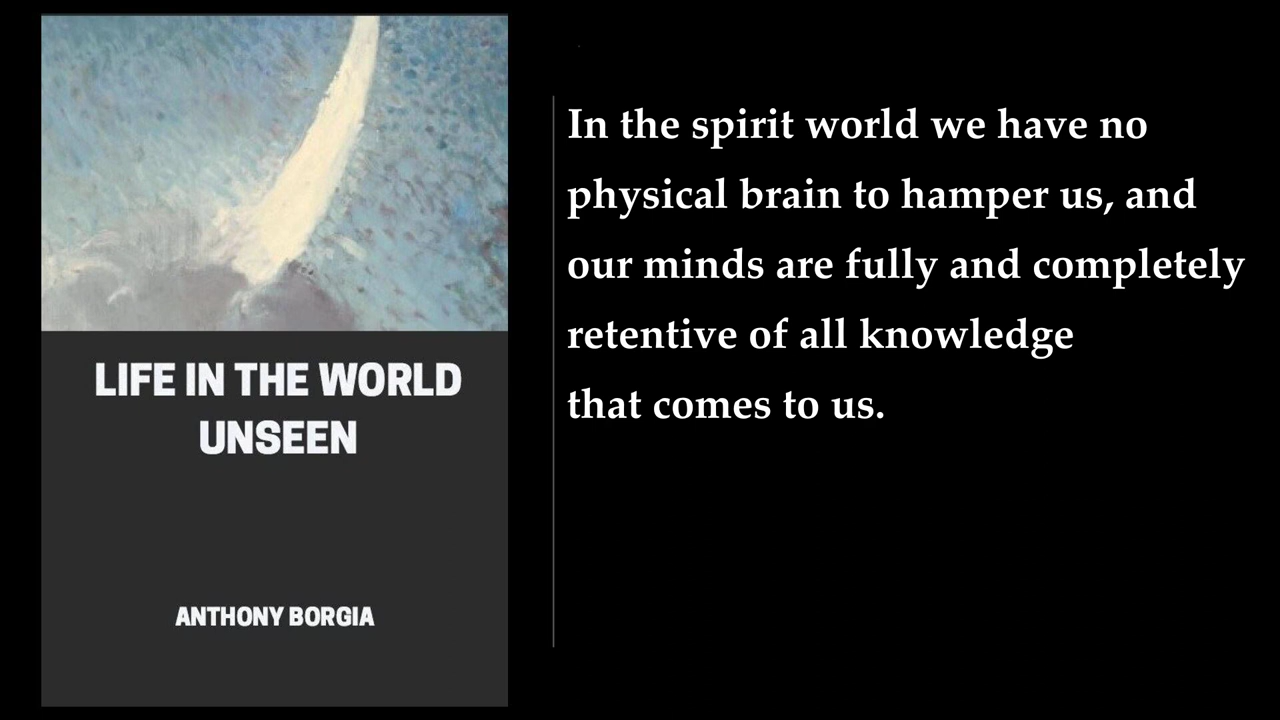 LIFE IN THE WORLD
UNSEEN
ANTHONY BORGIA
In the spirit world we have no
physical brain to hamper us, and
our minds are fully and completely
retentive of all knowledge
that comes to us.